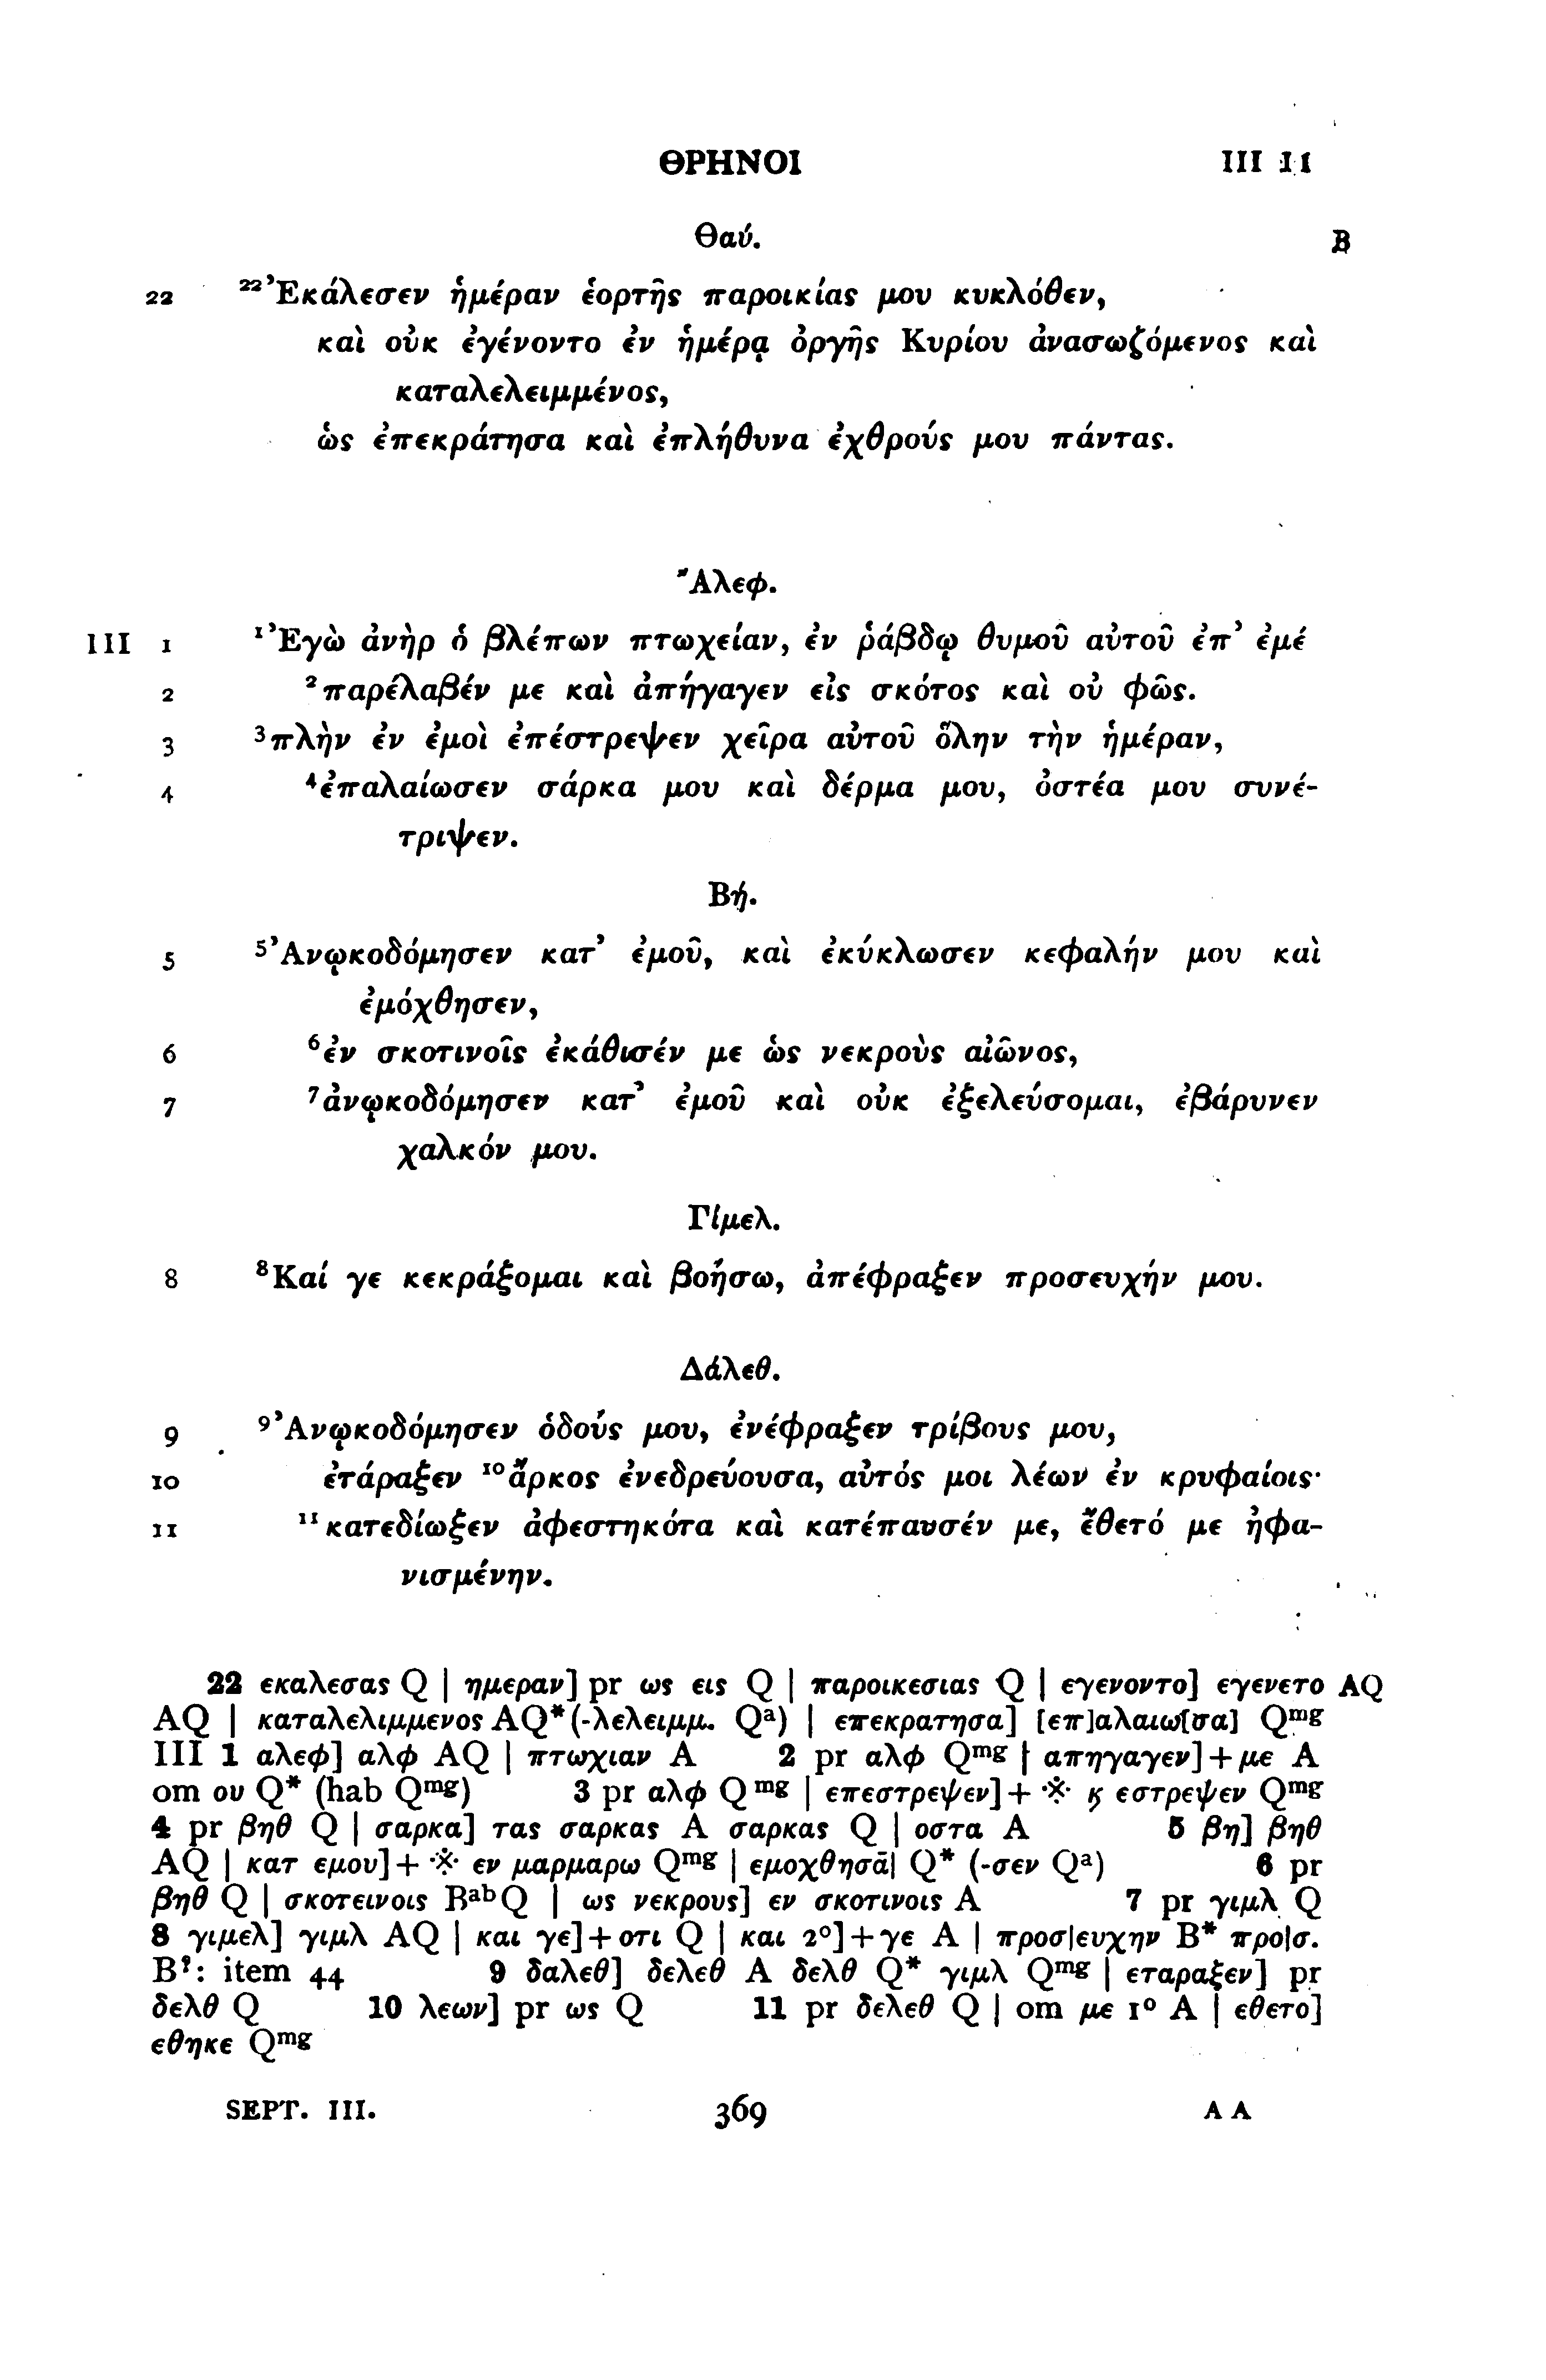 ΘΡΗΝΟΙ III 11
Θαύ. B
22 ²²Ἐκάλεσεν ἡμέραν ἑορτῆς παροικίας μου κυκλόθεν,
καὶ οὐκ ἐγένοντο ἐν ἡμέρᾳ ὀργῆς Κυρίου ἀνασωζόμενος καὶ
καταλελειμμένος,
ὡς ἐπεκράτησα καὶ ἐπλήθυνα ἐχθρούς μου πάντας.
Ἄλεφ.
III 1 ¹Ἐγὼ ἀνὴρ ὁ βλέπων πτωχείαν, ἐν ῥάβδῳ θυμοῦ αὐτοῦ ἐπ’ ἐμέ
2 ²παρέλαβέν με καὶ ἀπήγαγεν εἰς σκότος καὶ οὐ φῶς.
3 ³πλὴν ἐν ἐμοὶ ἐπέστρεψεν χεῖρα αὐτοῦ ὅλην τὴν ἡμέραν,
4 ⁴ἐπαλαίωσεν σάρκα μου καὶ δέρμα μου, ὀστέα μου συνέ-
τριψεν.
Βή.
5 ⁵Ἀνῳκοδόμησεν κατ’ ἐμοῦ, καὶ ἐκύκλωσεν κεφαλήν μου καὶ
ἐμόχθησεν,
6 ⁶ἐν σκοτινοῖς ἐκάθισέν με ὡς νεκροὺς αἰῶνος,
7 ⁷ἀνῳκοδόμησεν κατ’ ἐμοῦ καὶ οὐκ ἐξελεύσομαι, ἐβάρυνεν
χαλκόν μου.
Γίμελ.
8 ⁸Καί γε κεκράξομαι καὶ βοήσω, ἀπέφραξεν προσευχήν μου.
Δάλεθ.
9 ⁹Ἀνῳκοδόμησεν ὁδούς μου, ἐνέφραξεν τρίβους μου,
10 ἐτάραξεν ¹⁰ἄρκος ἐνεδρεύουσα, αὐτός μοι λέων ἐν κρυφαίοις·
11 ¹¹κατεδίωξεν ἀφεστηκότα καὶ κατέπαυσέν με, ἔθετό με ἠφα-
νισμένην.
22 εκαλεσας Q | ημεραν] pr ως εις Q | παροικεσιας Q | εγενοντο] εγενετο AQ
AQ | καταλελιμμενος AQ* (-λελειμμ. Qᵃ) | επεκρατησα] [επ]αλαιω[σα] Qᵐᵍ
III 1 αλεφ] αλφ AQ | πτωχιαν A 2 pr αλφ Qᵐᵍ | απηγαγεν]+με A
om ου Q* (hab Qᵐᵍ) 3 pr αλφ Qᵐᵍ | επεστρεψεν]+ ※ ϗ εστρεψεν Qᵐᵍ
4 pr βηθ Q | σαρκα] τας σαρκας A σαρκας Q | οστα A 5 βη] βηθ
AQ | κατ εμου]+ ※ εν μαρμαρω Qᵐᵍ | εμοχθησᾱ| Q* (-σεν Qᵃ) 6 pr
βηθ Q | σκοτεινοις BᵃᵇQ | ως νεκρους] εν σκοτινοις A 7 pr γιμλ Q
8 γιμελ] γιμλ AQ | και γε]+οτι Q | και 2°]+γε A | προσ|ευχην B* προ|σ.
Bˀ: item 44 9 δαλεθ] δελεθ A δελθ Q* γιμλ Qᵐᵍ | εταραξεν] pr
δελθ Q 10 λεων] pr ως Q 11 pr δελεθ Q | om με 1° A | εθετο]
εθηκε Qᵐᵍ
SEPT. III. 369 A A